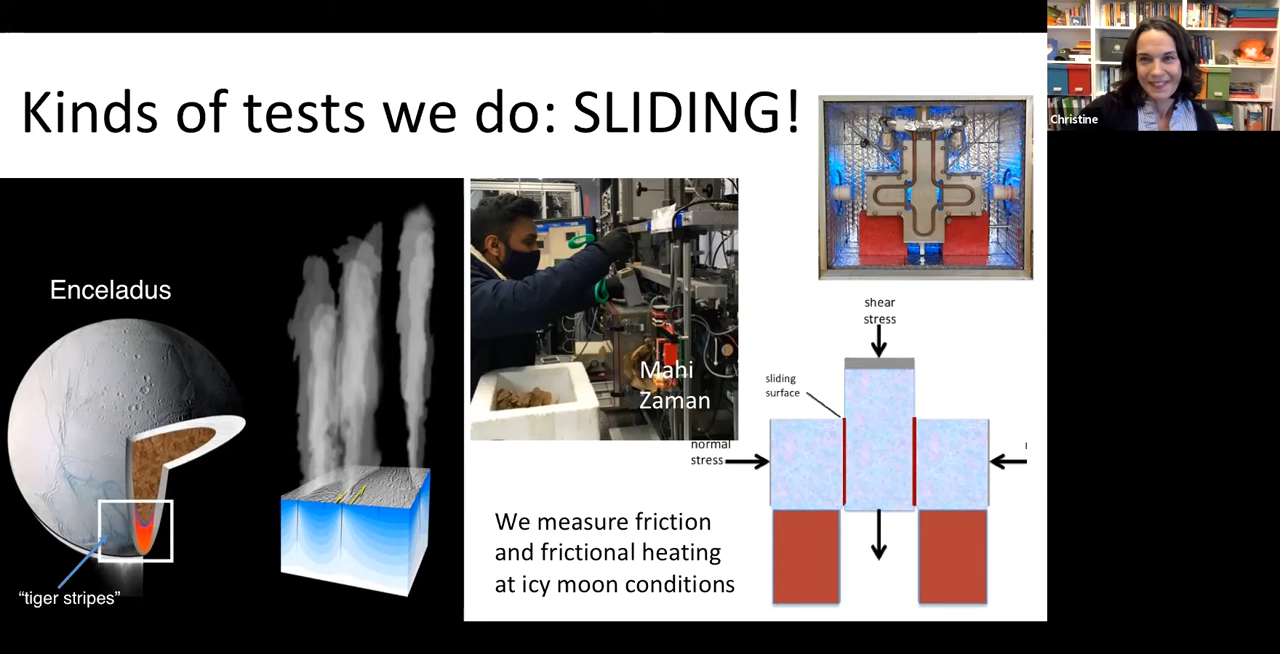 Kinds of tests we do: SLIDING!
Christine
Enceladus
"tiger stripes"
Mahi
Zaman
shear
stress
sliding
surface
normal
stress
We measure friction
and frictional heating
at icy moon conditions